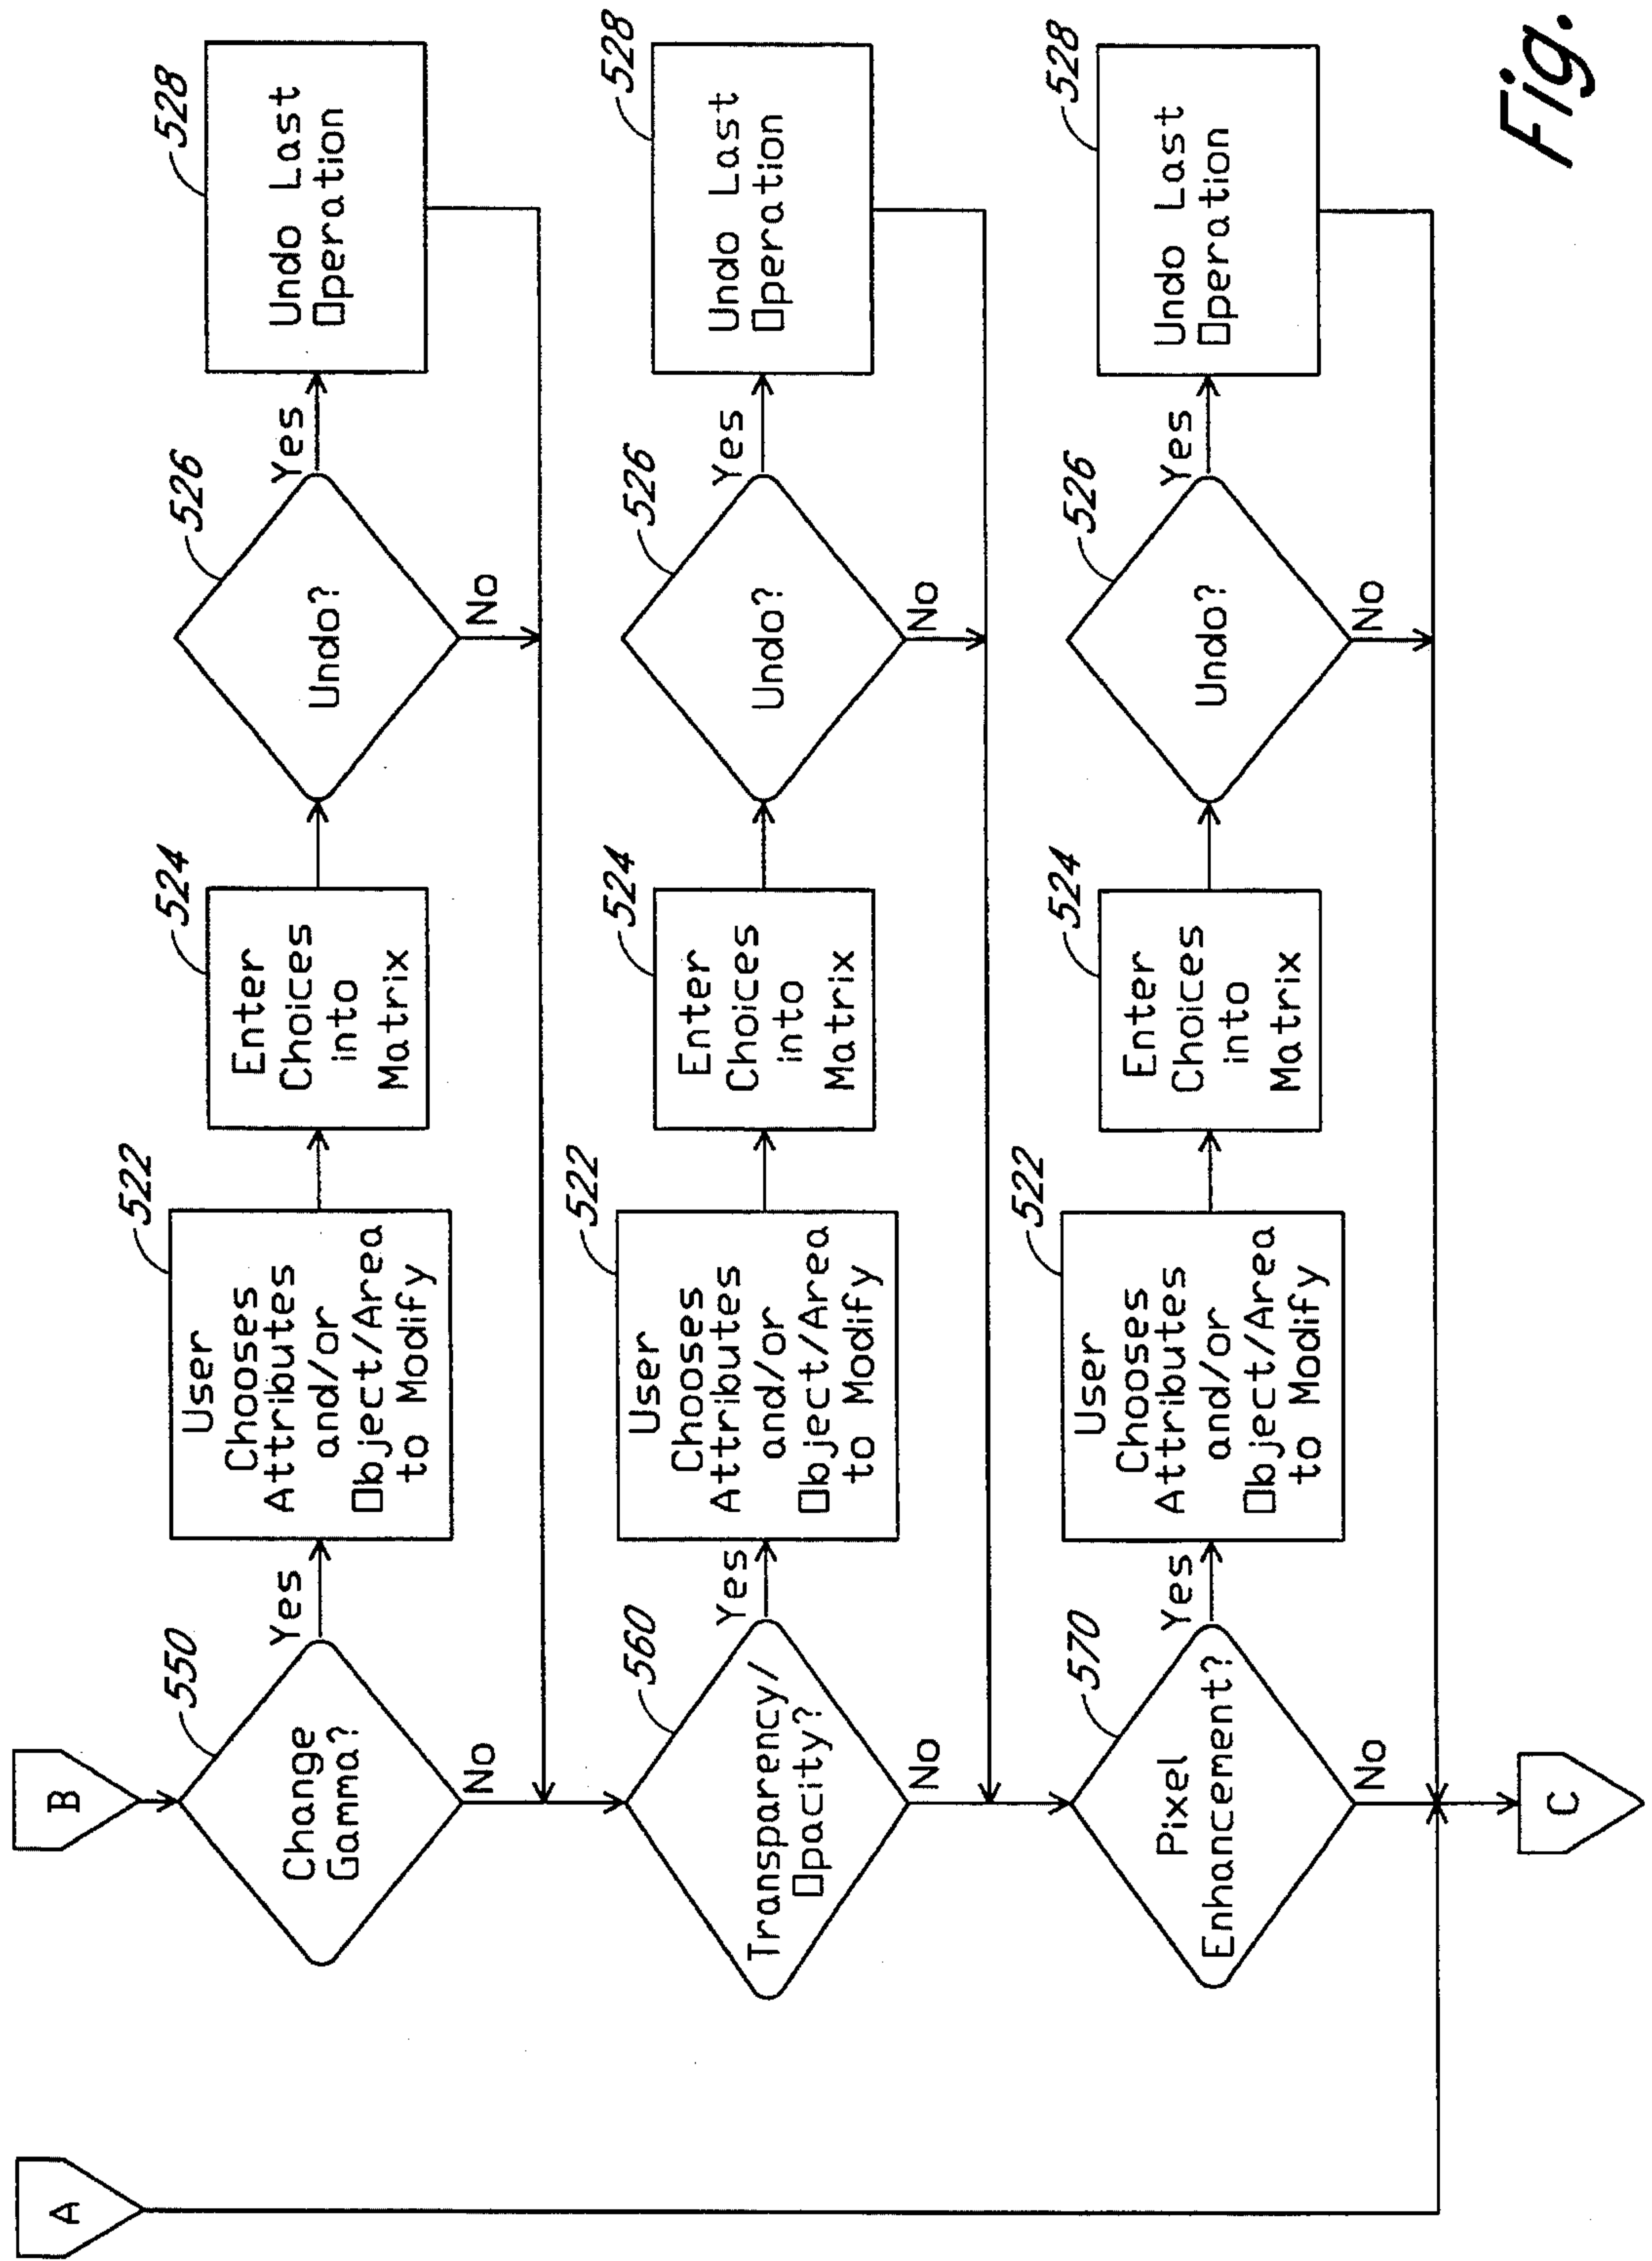 A
B
550
Change
Gamma?
Yes
No
522
User
Chooses
Attributes
and/or
Object/Area
to Modify
524
Enter
Choices
into
Matrix
526
Undo?
Yes
No
528
Undo Last
Operation
560
Transparency/
Opacity?
Yes
No
522
User
Chooses
Attributes
and/or
Object/Area
to Modify
524
Enter
Choices
into
Matrix
526
Undo?
Yes
No
528
Undo Last
Operation
570
Pixel
Enhancement?
Yes
No
522
User
Chooses
Attributes
and/or
Object/Area
to Modify
524
Enter
Choices
into
Matrix
526
Undo?
Yes
No
528
Undo Last
Operation
C
Fig.